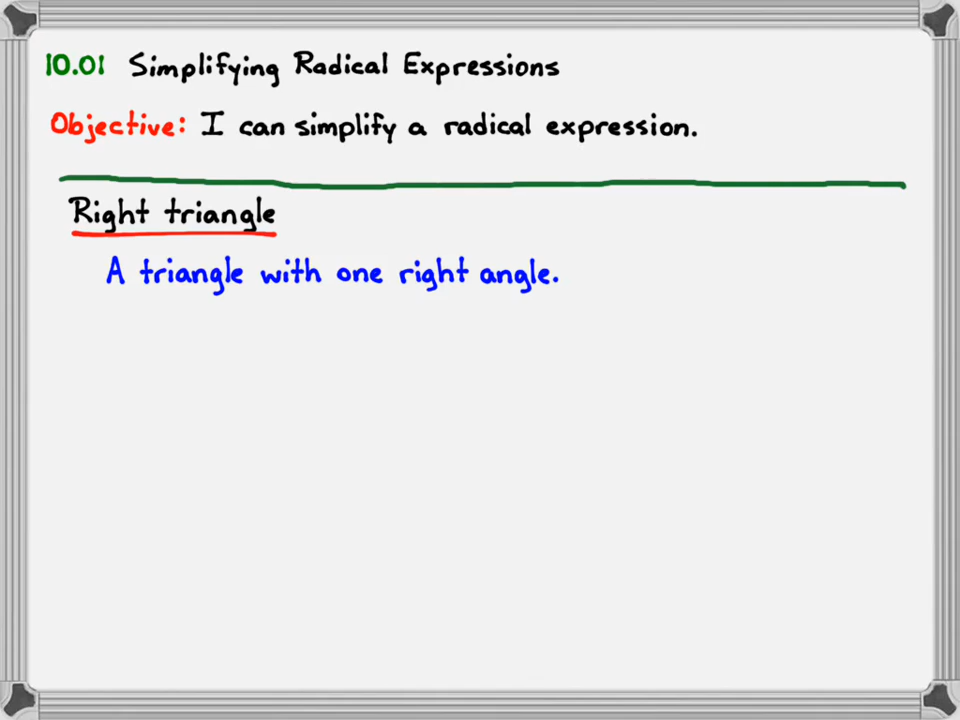 10.01 Simplifying Radical Expressions
Objective: I can simplify a radical expression.
Right triangle
A triangle with one right angle.